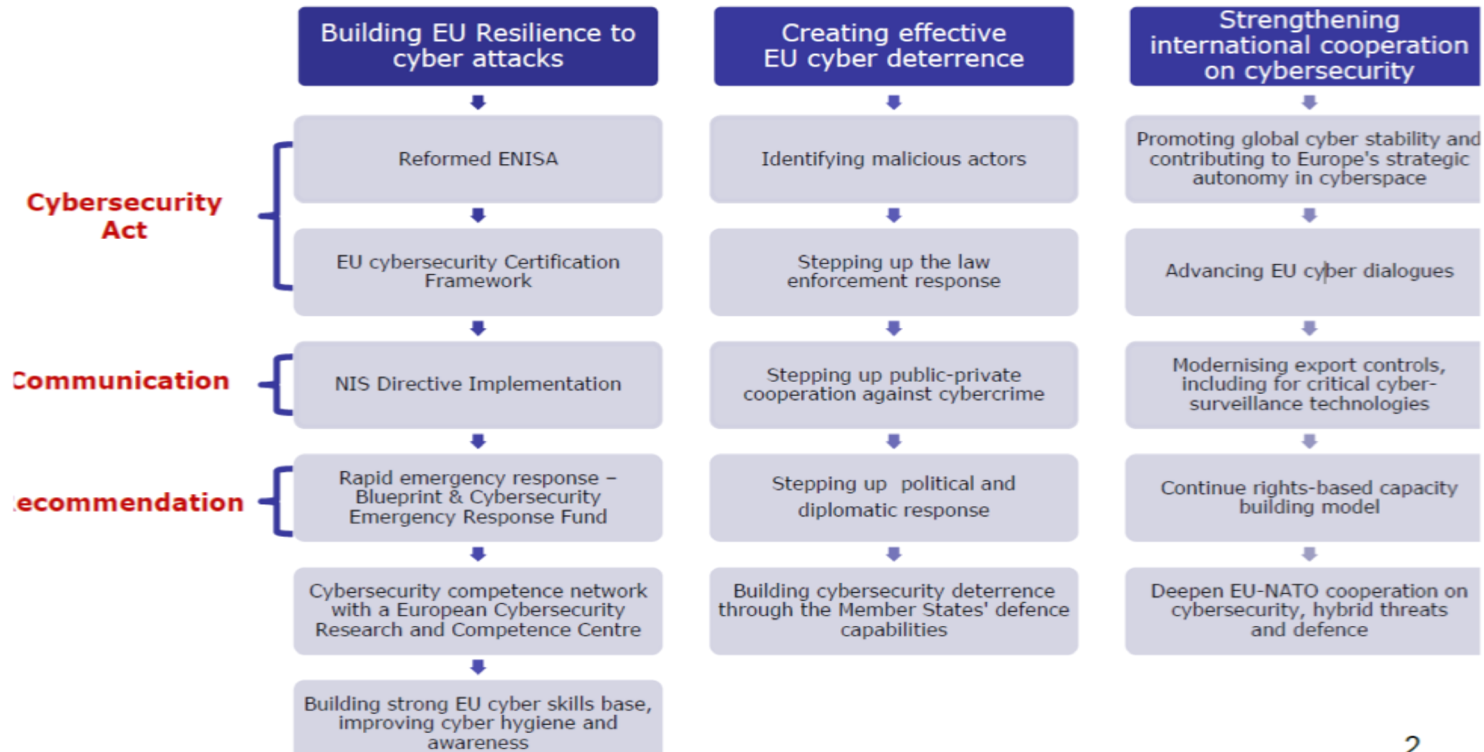 Building EU Resilience to
cyber attacks
Creating effective
EU cyber deterrence
Strengthening
international cooperation
on cybersecurity
Cybersecurity
Act
Reformed ENISA
Identifying malicious actors
Promoting global cyber stability and
contributing to Europe's strategic
autonomy in cyberspace
EU cybersecurity Certification
Framework
Stepping up the law
enforcement response
Advancing EU cyber dialogues
Communication
NIS Directive Implementation
Stepping up public-private
cooperation against cybercrime
Modernising export controls,
including for critical cyber-
surveillance technologies
ecommendation
Rapid emergency response –
Blueprint & Cybersecurity
Emergency Response Fund
Stepping up political and
diplomatic response
Continue rights-based capacity
building model
Cybersecurity competence network
with a European Cybersecurity
Research and Competence Centre
Building cybersecurity deterrence
through the Member States' defence
capabilities
Deepen EU-NATO cooperation on
cybersecurity, hybrid threats
and defence
Building strong EU cyber skills base,
improving cyber hygiene and
awareness
2